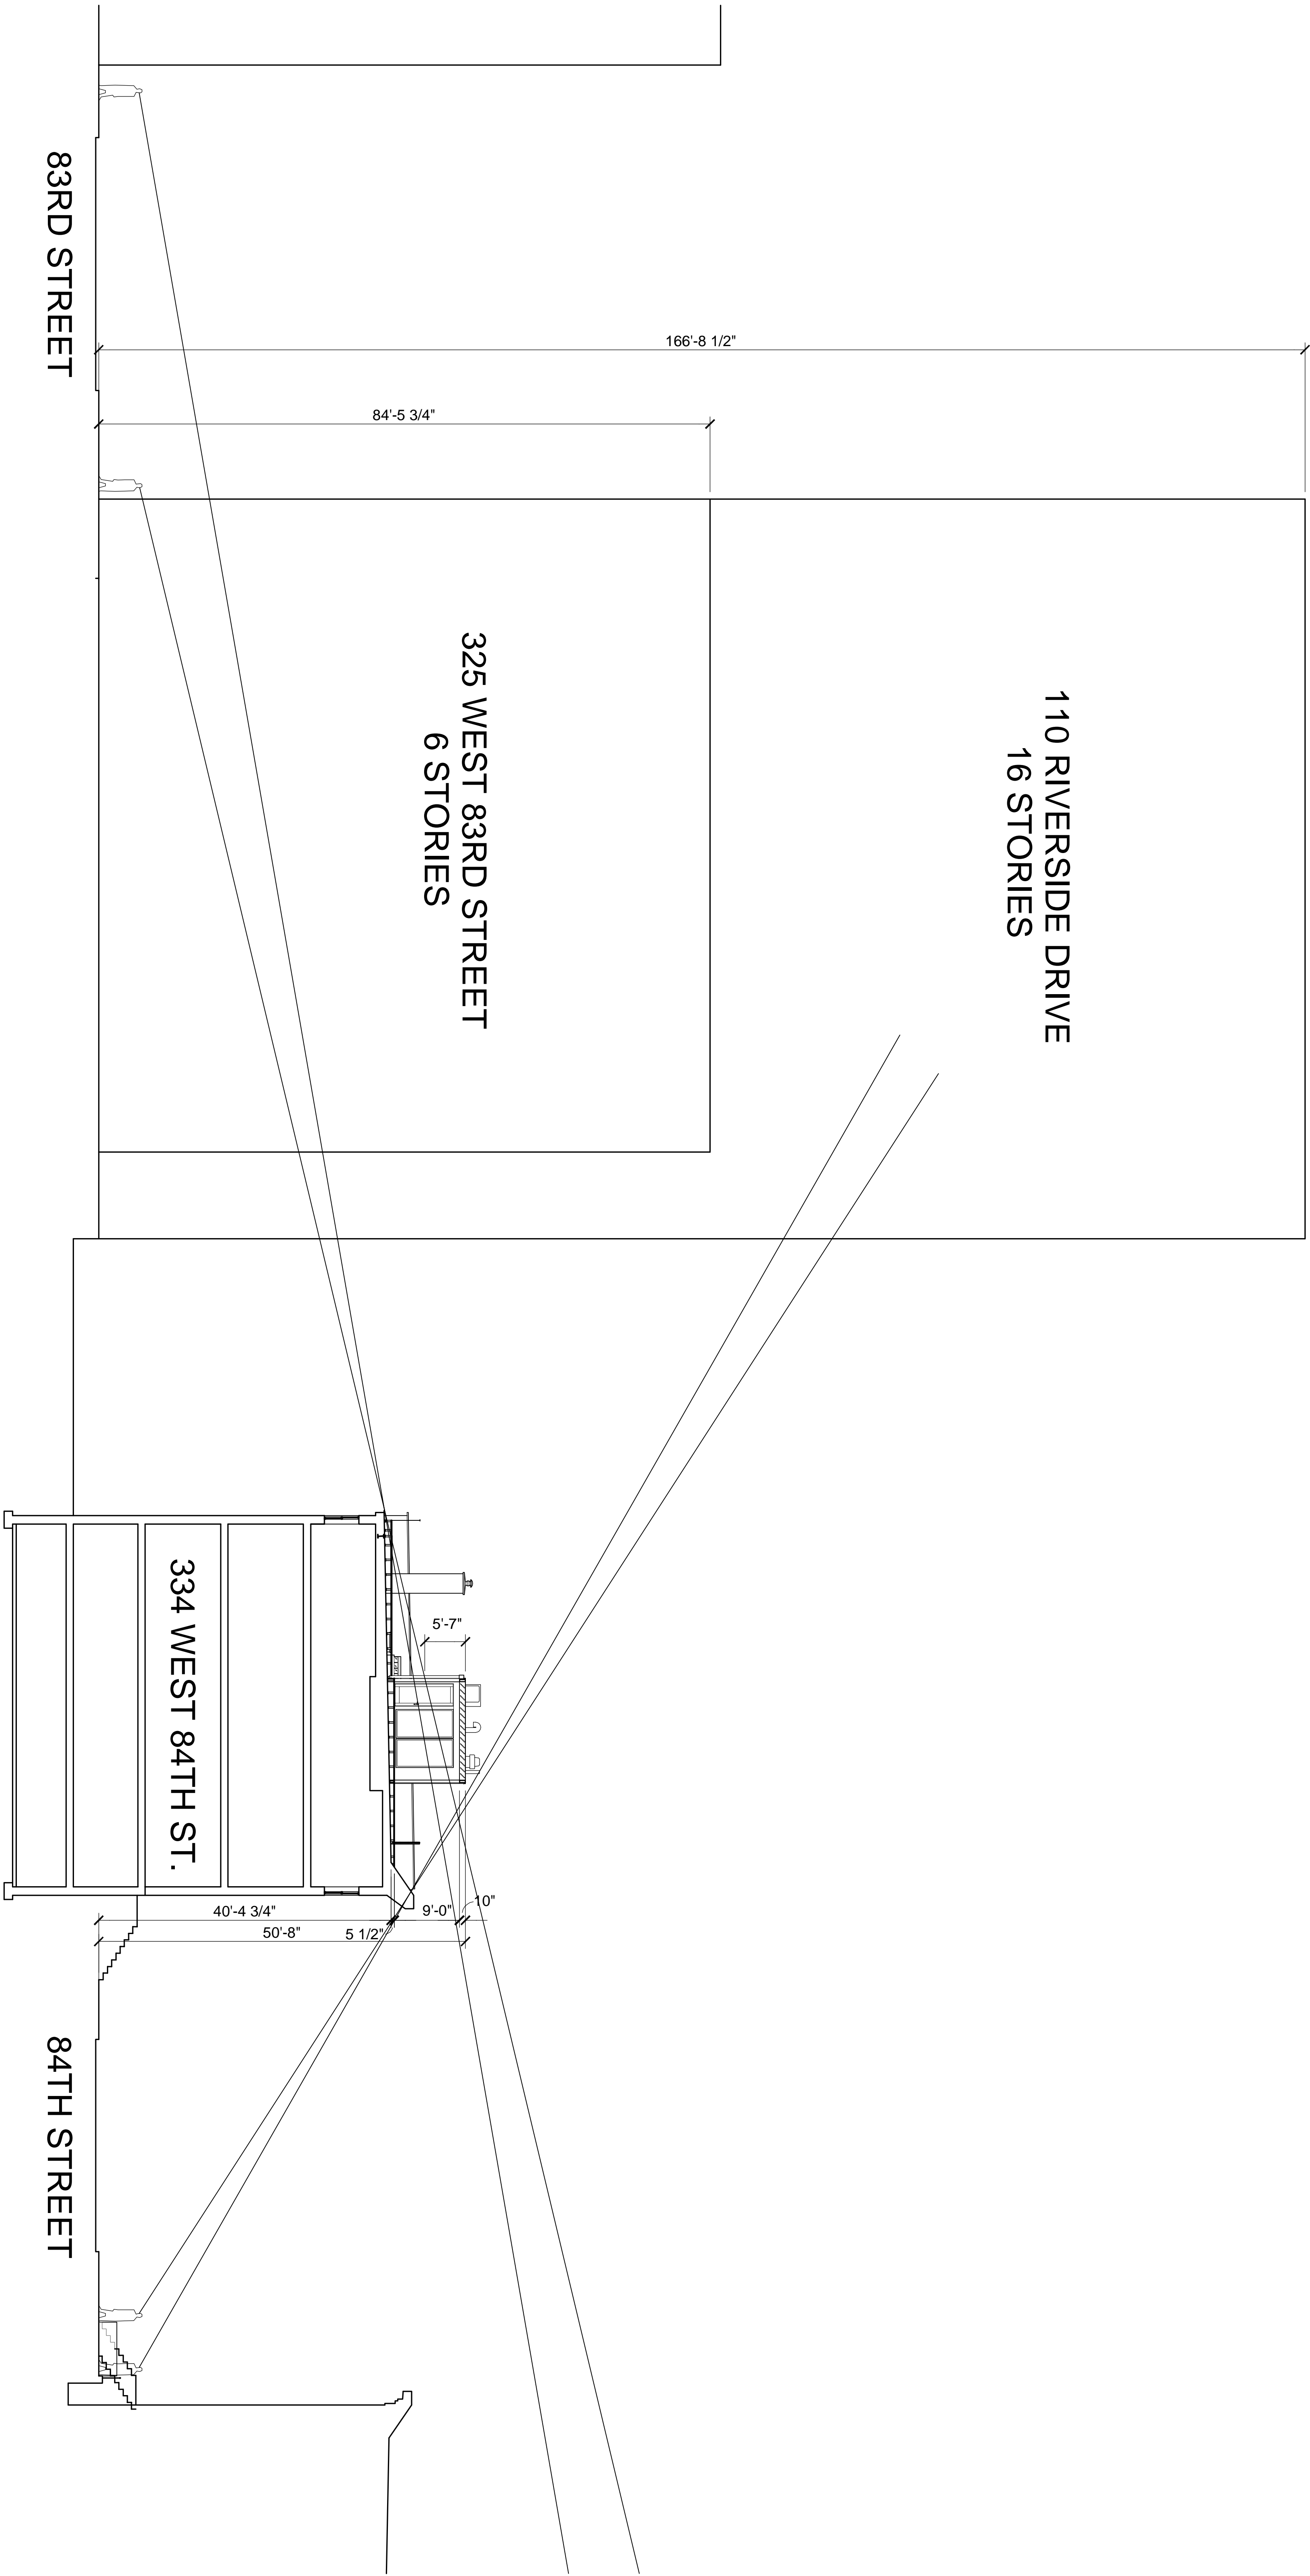 83RD STREET
166'-8 1/2"
84'-5 3/4"
325 WEST 83RD STREET
6 STORIES
110 RIVERSIDE DRIVE
16 STORIES
334 WEST 84TH ST.
5'-7"
10"
9'-0"
40'-4 3/4"
50'-8"
5 1/2"
84TH STREET